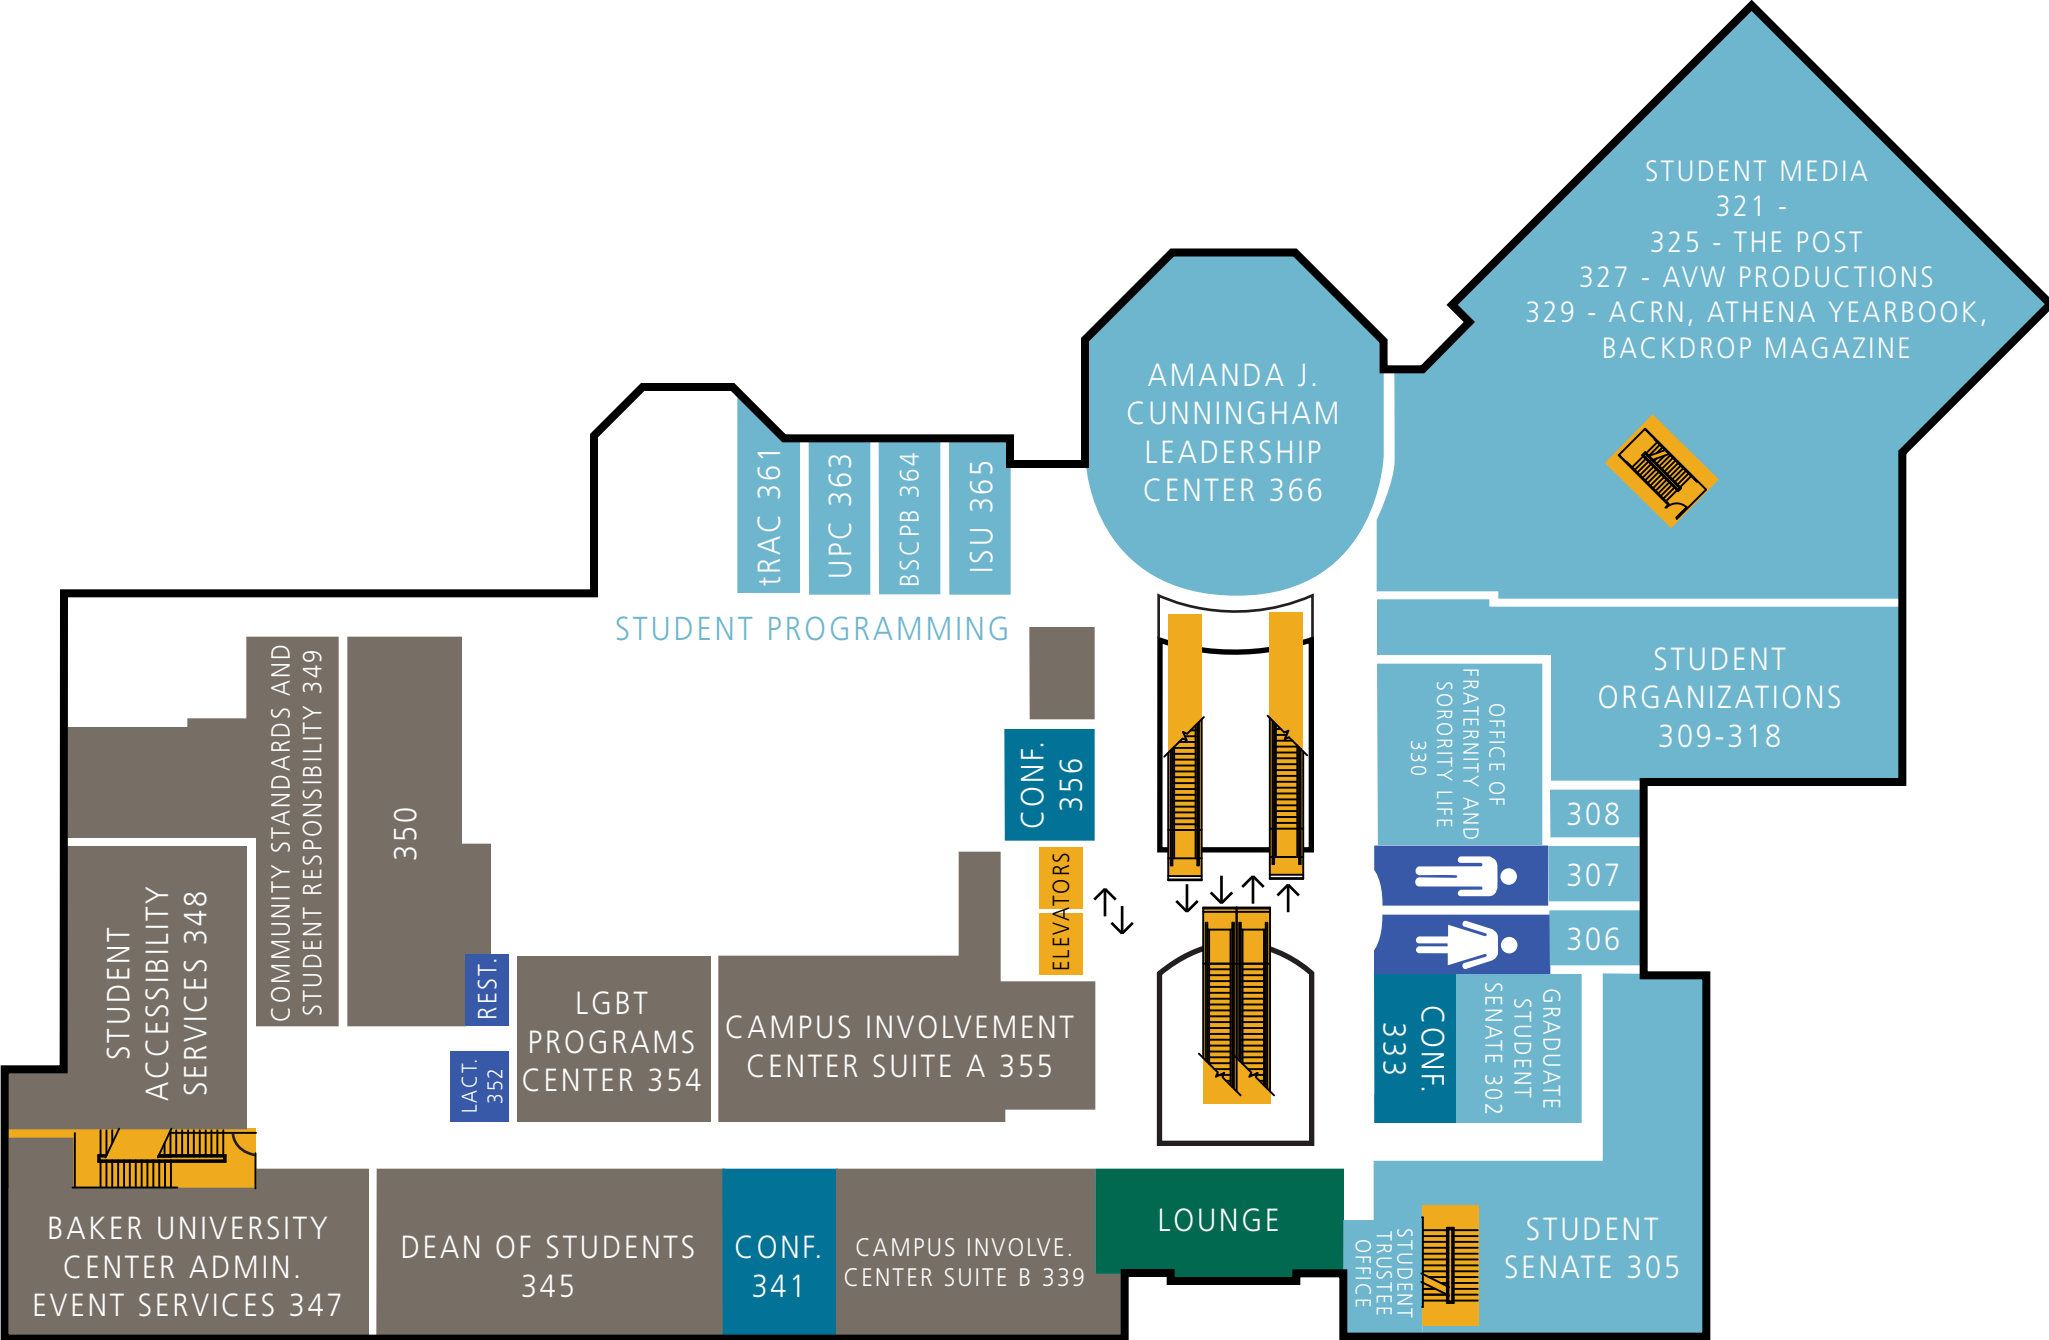 STUDENT MEDIA
321 -
325 - THE POST
327 - AVW PRODUCTIONS
329 - ACRN, ATHENA YEARBOOK,
BACKDROP MAGAZINE
AMANDA J.
CUNNINGHAM
LEADERSHIP
CENTER 366
tRAC 361
UPC 363
BSCPB 364
ISU 365
STUDENT PROGRAMMING
COMMUNITY STANDARDS AND
STUDENT RESPONSIBILITY 349
350
CONF.
356
ELEVATORS
OFFICE OF
FRATERNITY AND
SORORITY LIFE
330
STUDENT
ORGANIZATIONS
309-318
308
307
306
STUDENT
ACCESSIBILITY
SERVICES 348
REST.
LACT.
352
LGBT
PROGRAMS
CENTER 354
CAMPUS INVOLVEMENT
CENTER SUITE A 355
CONF.
333
GRADUATE
STUDENT
SENATE 302
BAKER UNIVERSITY
CENTER ADMIN.
EVENT SERVICES 347
DEAN OF STUDENTS
345
CONF.
341
CAMPUS INVOLVE.
CENTER SUITE B 339
LOUNGE
STUDENT
TRUSTEE
OFFICE
STUDENT
SENATE 305